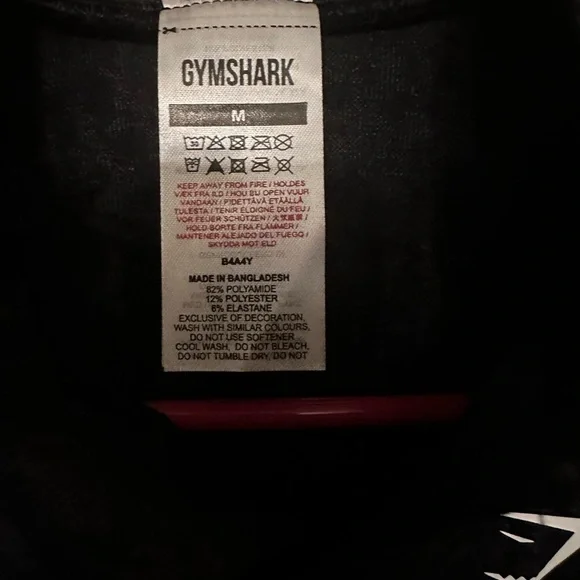 GYMSHARK
M
30
KEEP AWAY FROM FIRE / HOLDES
VÆK FRA ILD / HOU BIJ OPEN VUUR
VANDAAN / PIDETTÄVÄ ETÄÄLLÄ
TULESTA / TENIR ÉLOIGNÉ DU FEU /
VOR FEUER SCHÜTZEN /
HOLD BORTE FRA FLAMMER /
MANTENER ALEJADO DEL FUEGO /
SKYDDA MOT ELD
B4A4Y
MADE IN BANGLADESH
82% POLYAMIDE
12% POLYESTER
6% ELASTANE
EXCLUSIVE OF DECORATION,
WASH WITH SIMILAR COLOURS,
DO NOT USE SOFTENER
COOL WASH, DO NOT BLEACH,
DO NOT TUMBLE DRY, DO NOT